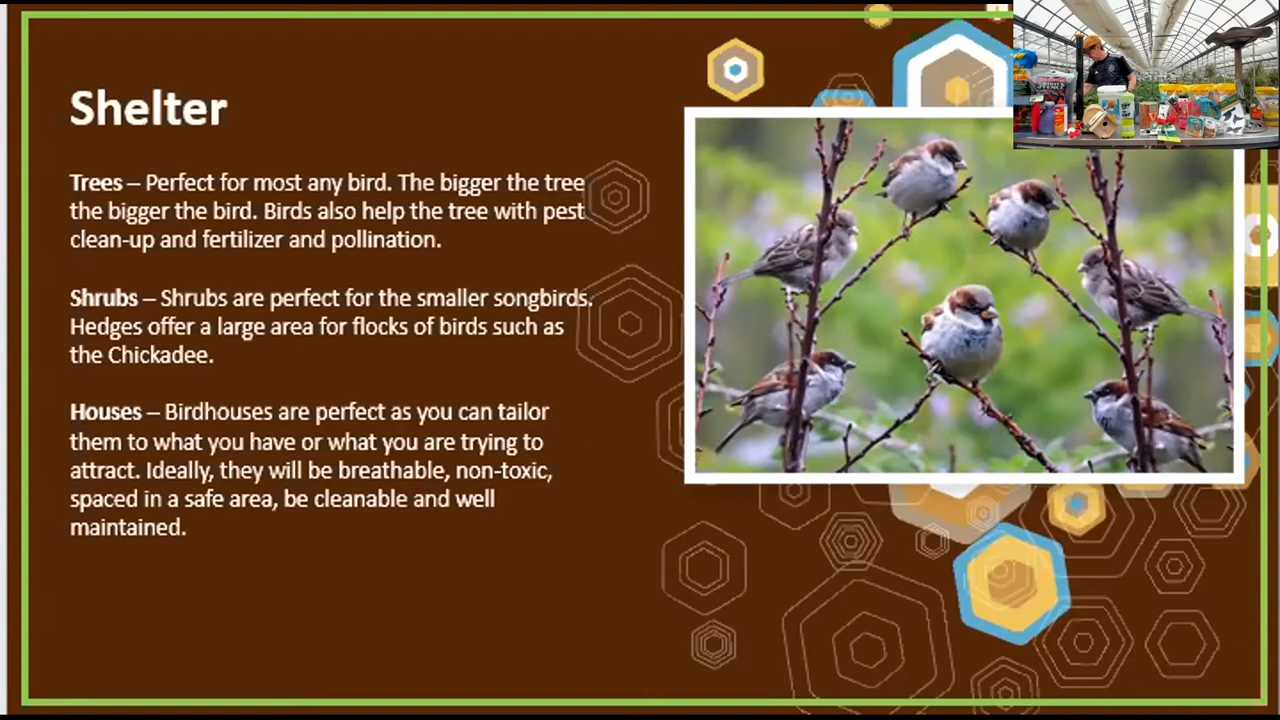 Shelter
Trees – Perfect for most any bird. The bigger the tree
the bigger the bird. Birds also help the tree with pest
clean-up and fertilizer and pollination.
Shrubs – Shrubs are perfect for the smaller songbirds.
Hedges offer a large area for flocks of birds such as
the Chickadee.
Houses – Birdhouses are perfect as you can tailor
them to what you have or what you are trying to
attract. Ideally, they will be breathable, non-toxic,
spaced in a safe area, be cleanable and well
maintained.